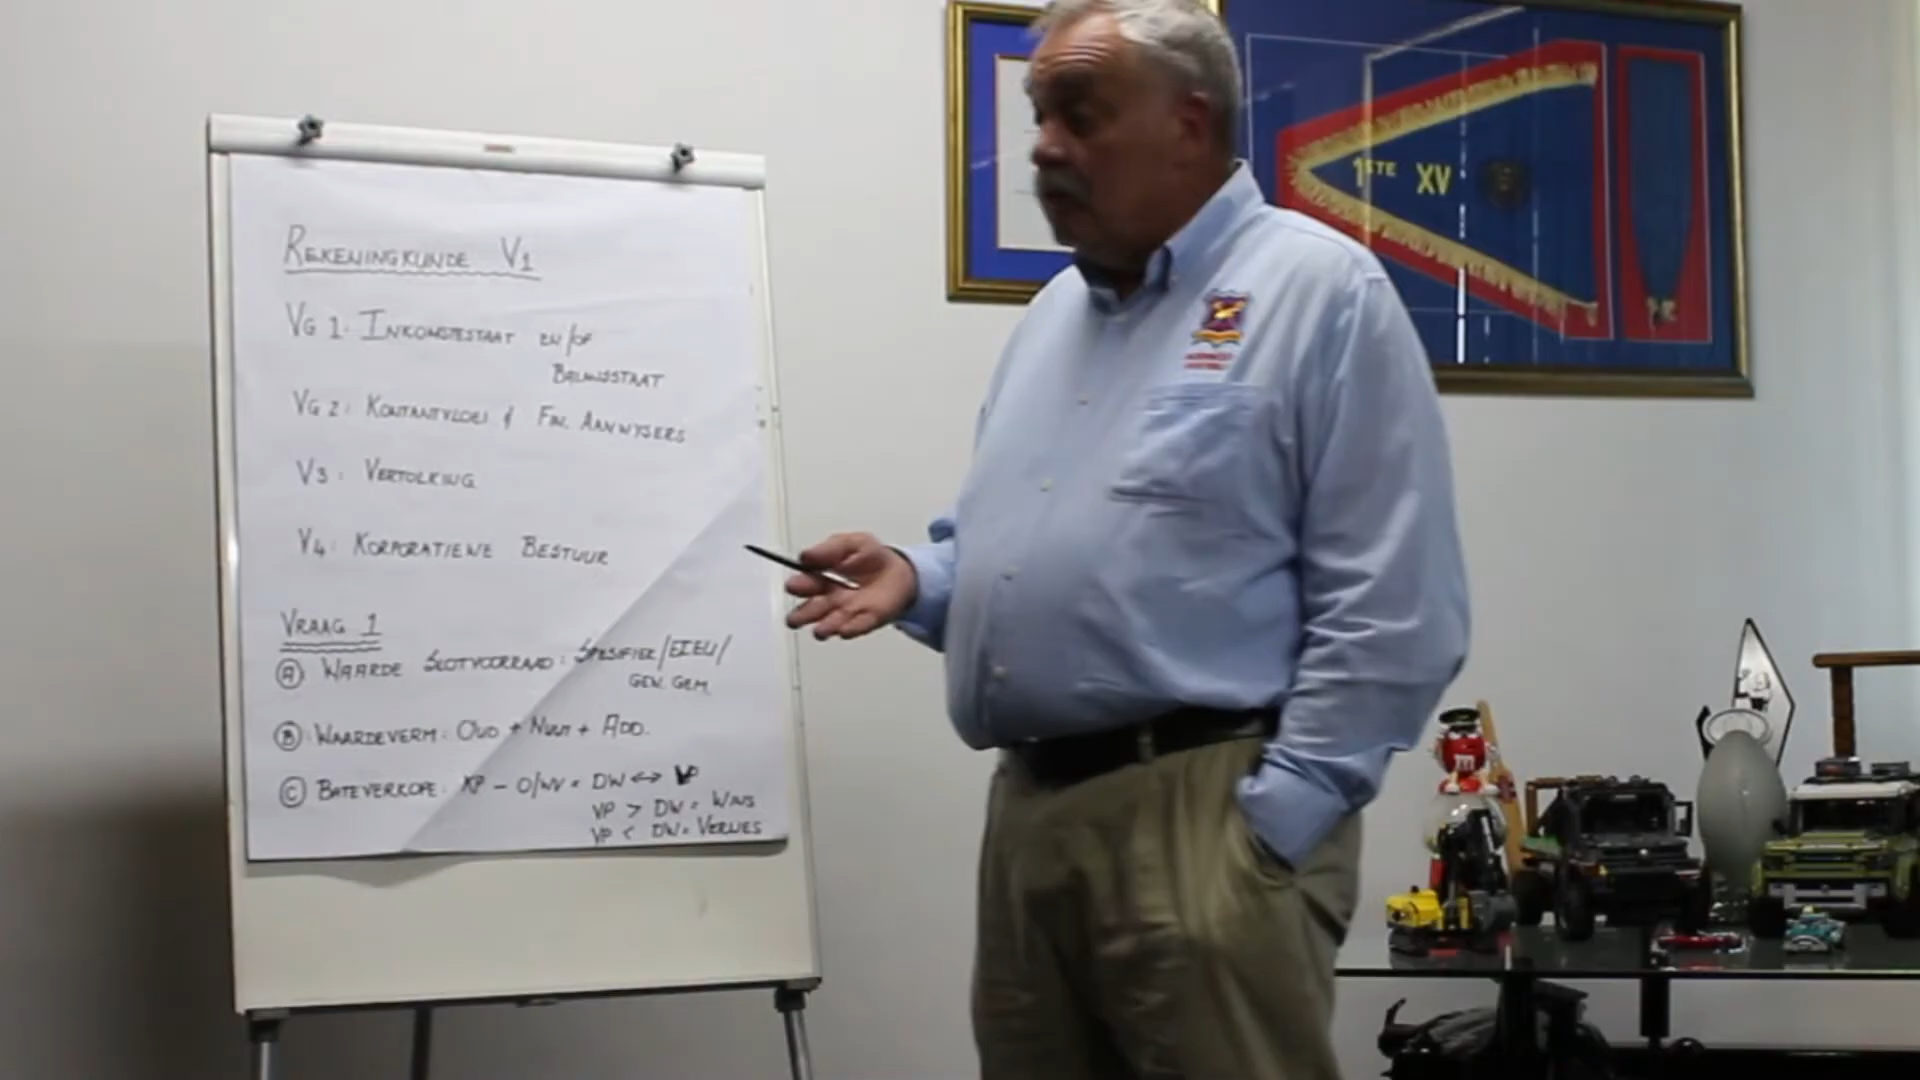 REKENINGKUNDE V1
VG 1: INKOMSTESTAAT EN/OF
BALANSSTAAT
VG 2: KONTANTVLOEI & FIN. AANWYSERS
V3: VERTOLKING
V4: KORPORATIEWE BESTUUR
VRAAG 1
Ⓐ WAARDE SLOTVOORRAAD: SPESIFIEK/EIEU/
GEW. GEM.
Ⓑ: WAARDEVERM: OUD + NUUT + ADD.
Ⓒ BATEVERKOPE: KP - O/WV = DW ↔ VP
VP > DW = WINS
VP < DW = VERLIES
1STE XV